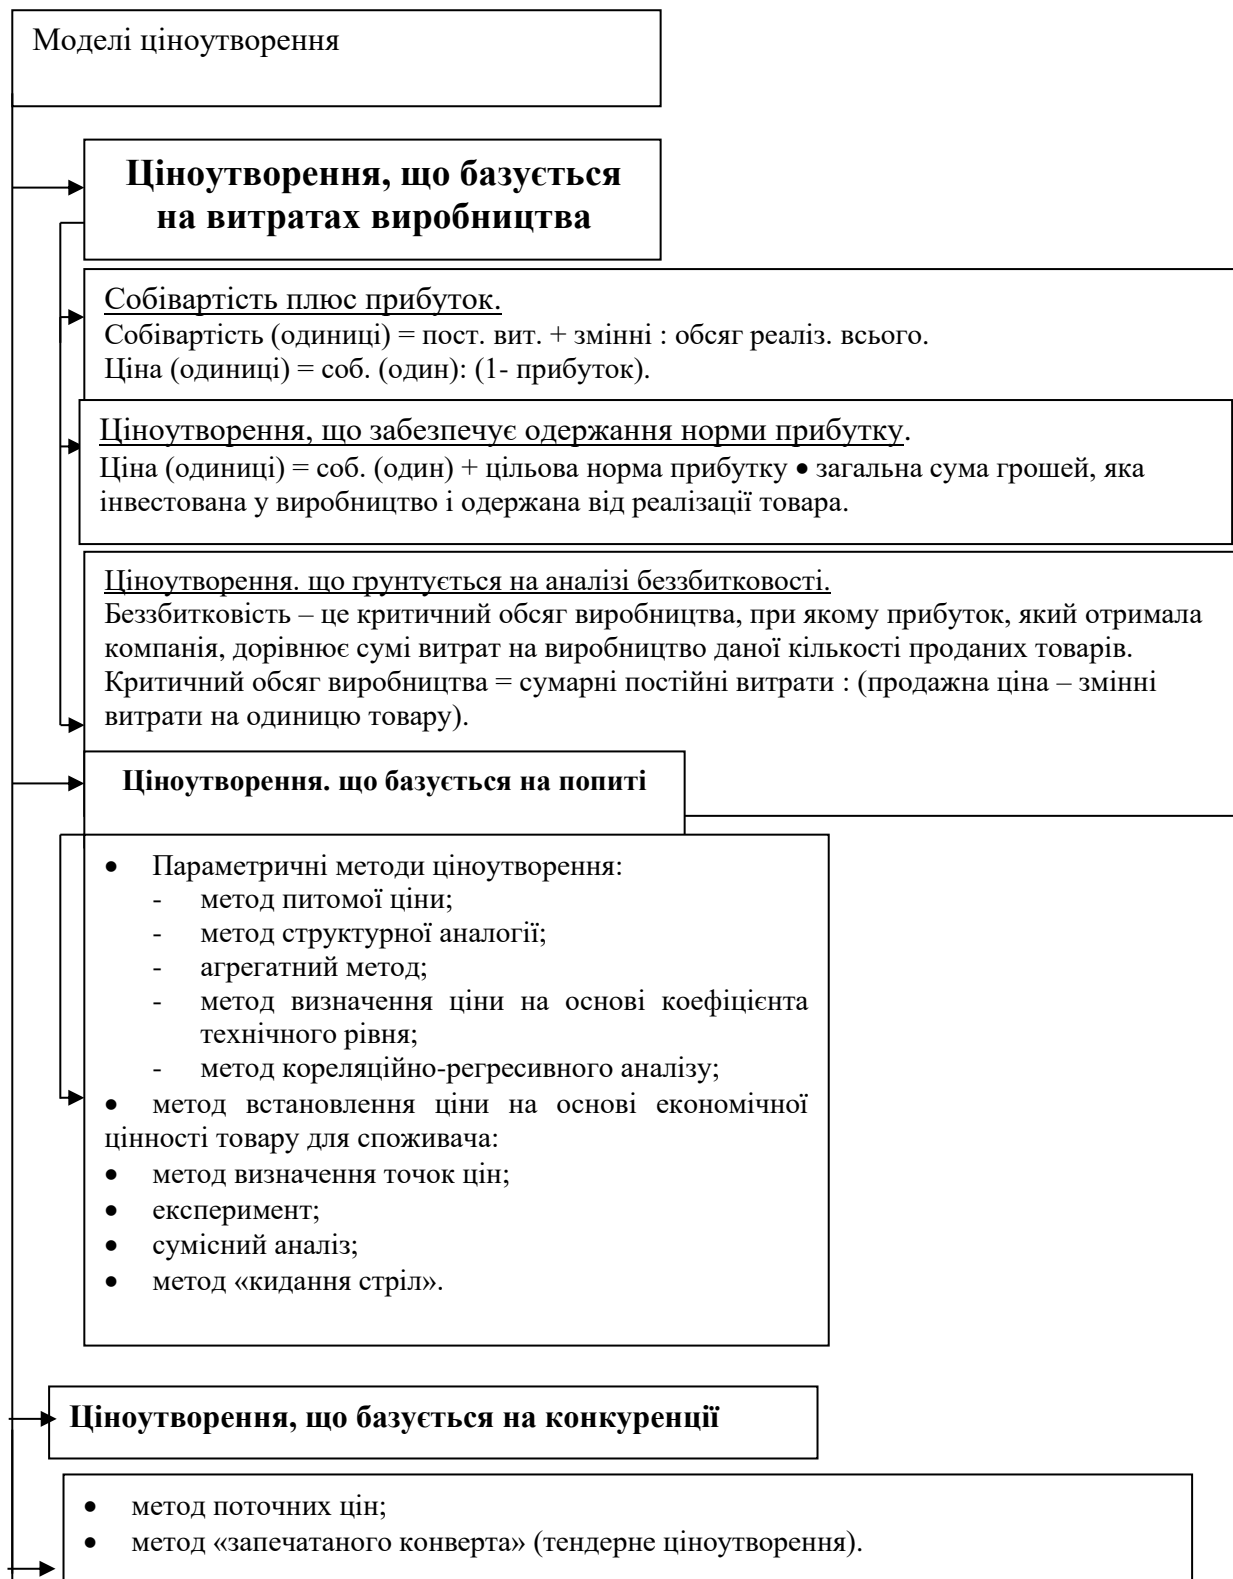 Моделі ціноутворення
Ціноутворення, що базується
на витратах виробництва
Собівартість плюс прибуток.
Собівартість (одиниці) = пост. вит. + змінні : обсяг реаліз. всього.
Ціна (одиниці) = соб. (один): (1- прибуток).
Ціноутворення, що забезпечує одержання норми прибутку.
Ціна (одиниці) = соб. (один) + цільова норма прибутку • загальна сума грошей, яка
інвестована у виробництво і одержана від реалізації товара.
Ціноутворення. що грунтується на аналізі беззбитковості.
Беззбитковість – це критичний обсяг виробництва, при якому прибуток, який отримала
компанія, дорівнює сумі витрат на виробництво даної кількості проданих товарів.
Критичний обсяг виробництва = сумарні постійні витрати : (продажна ціна – змінні
витрати на одиницю товару).
Ціноутворення. що базується на попиті
• Параметричні методи ціноутворення:
- метод питомої ціни;
- метод структурної аналогії;
- агрегатний метод;
- метод визначення ціни на основі коефіцієнта
технічного рівня;
- метод кореляційно-регресивного аналізу;
• метод встановлення ціни на основі економічної
цінності товару для споживача:
• метод визначення точок цін;
• експеримент;
• сумісний аналіз;
• метод «кидання стріл».
Ціноутворення, що базується на конкуренції
• метод поточних цін;
• метод «запечатаного конверта» (тендерне ціноутворення).